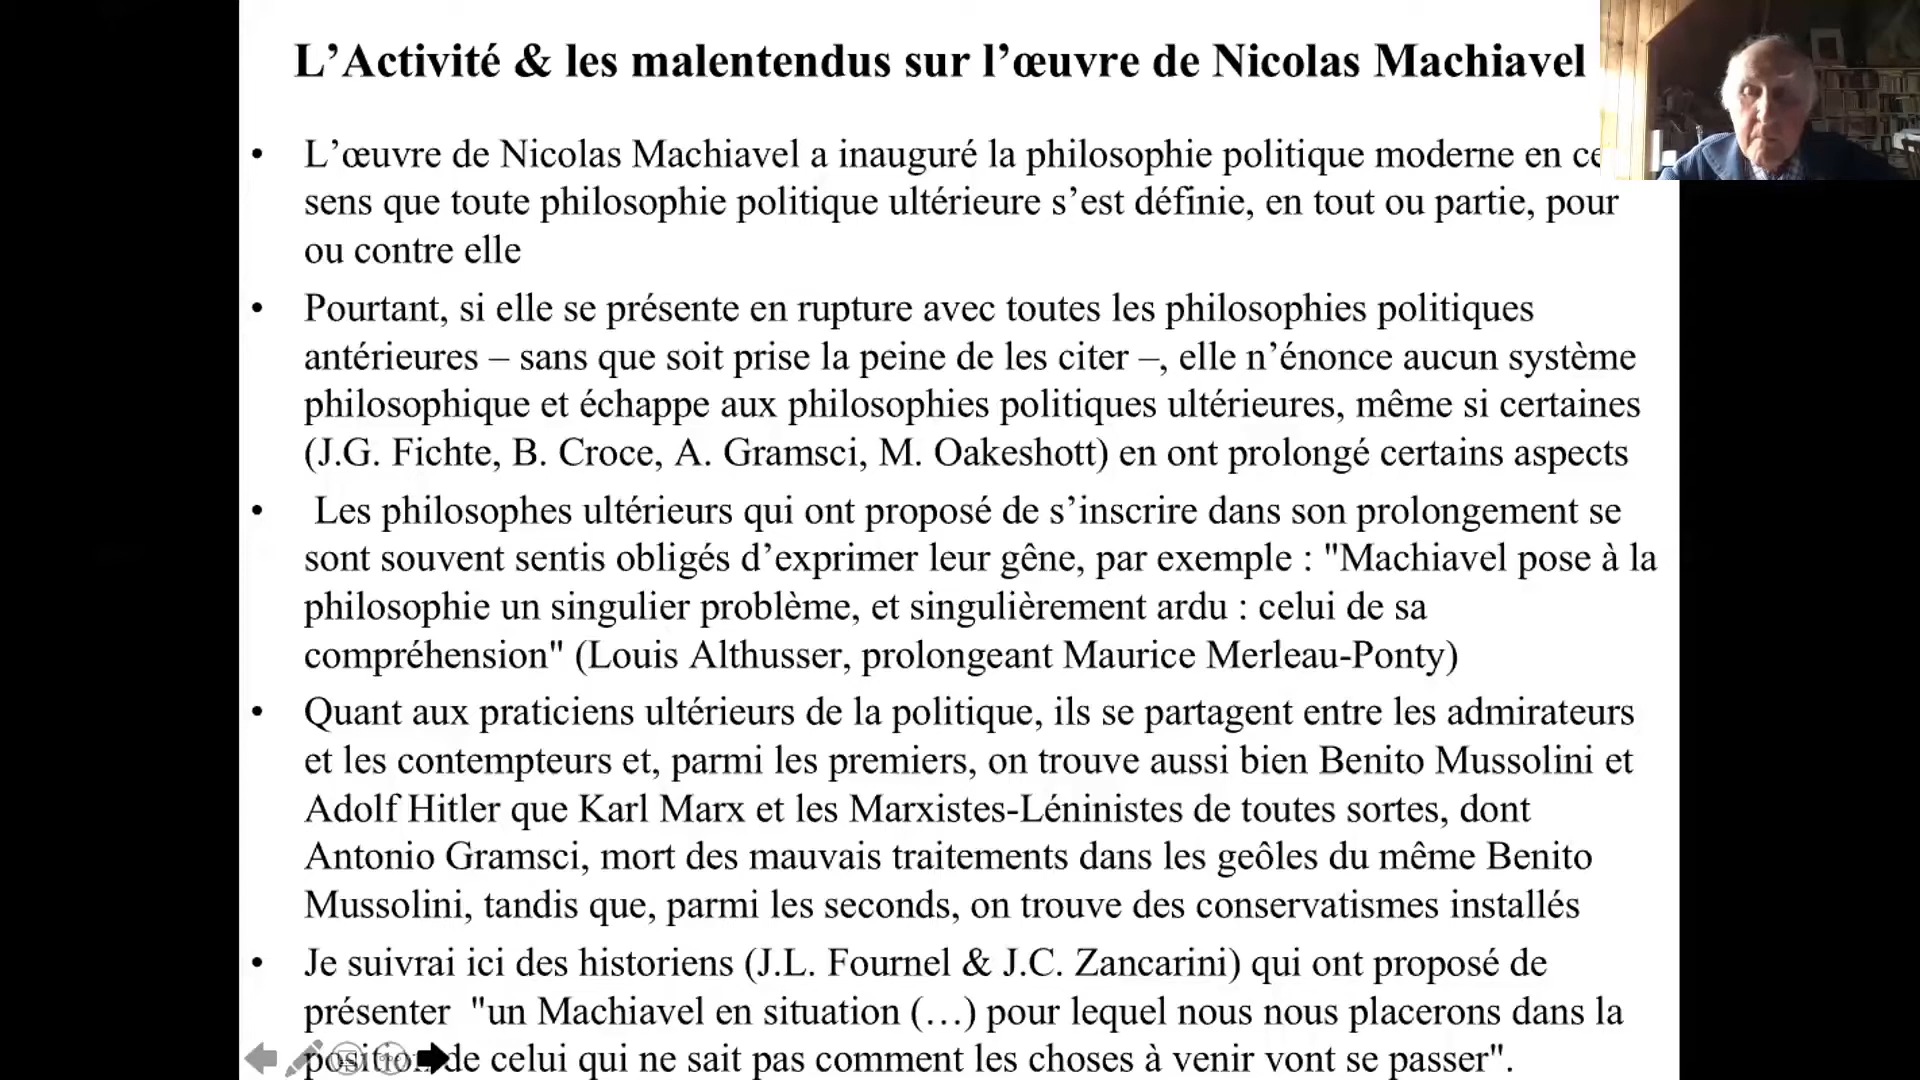 L’Activité & les malentendus sur l’œuvre de Nicolas Machiavel
• L’œuvre de Nicolas Machiavel a inauguré la philosophie politique moderne en ce
sens que toute philosophie politique ultérieure s’est définie, en tout ou partie, pour
ou contre elle
• Pourtant, si elle se présente en rupture avec toutes les philosophies politiques
antérieures – sans que soit prise la peine de les citer –, elle n’énonce aucun système
philosophique et échappe aux philosophies politiques ultérieures, même si certaines
(J.G. Fichte, B. Croce, A. Gramsci, M. Oakeshott) en ont prolongé certains aspects
• Les philosophes ultérieurs qui ont proposé de s’inscrire dans son prolongement se
sont souvent sentis obligés d’exprimer leur gêne, par exemple : "Machiavel pose à la
philosophie un singulier problème, et singulièrement ardu : celui de sa
compréhension" (Louis Althusser, prolongeant Maurice Merleau-Ponty)
• Quant aux praticiens ultérieurs de la politique, ils se partagent entre les admirateurs
et les contempteurs et, parmi les premiers, on trouve aussi bien Benito Mussolini et
Adolf Hitler que Karl Marx et les Marxistes-Léninistes de toutes sortes, dont
Antonio Gramsci, mort des mauvais traitements dans les geôles du même Benito
Mussolini, tandis que, parmi les seconds, on trouve des conservatismes installés
• Je suivrai ici des historiens (J.L. Fournel & J.C. Zancarini) qui ont proposé de
présenter "un Machiavel en situation (…) pour lequel nous nous placerons dans la
position de celui qui ne sait pas comment les choses à venir vont se passer".